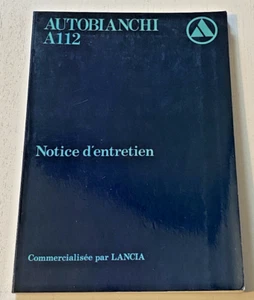 AUTOBIANCHI
A112
Notice d'entretien
Commercialisée par LANCIA